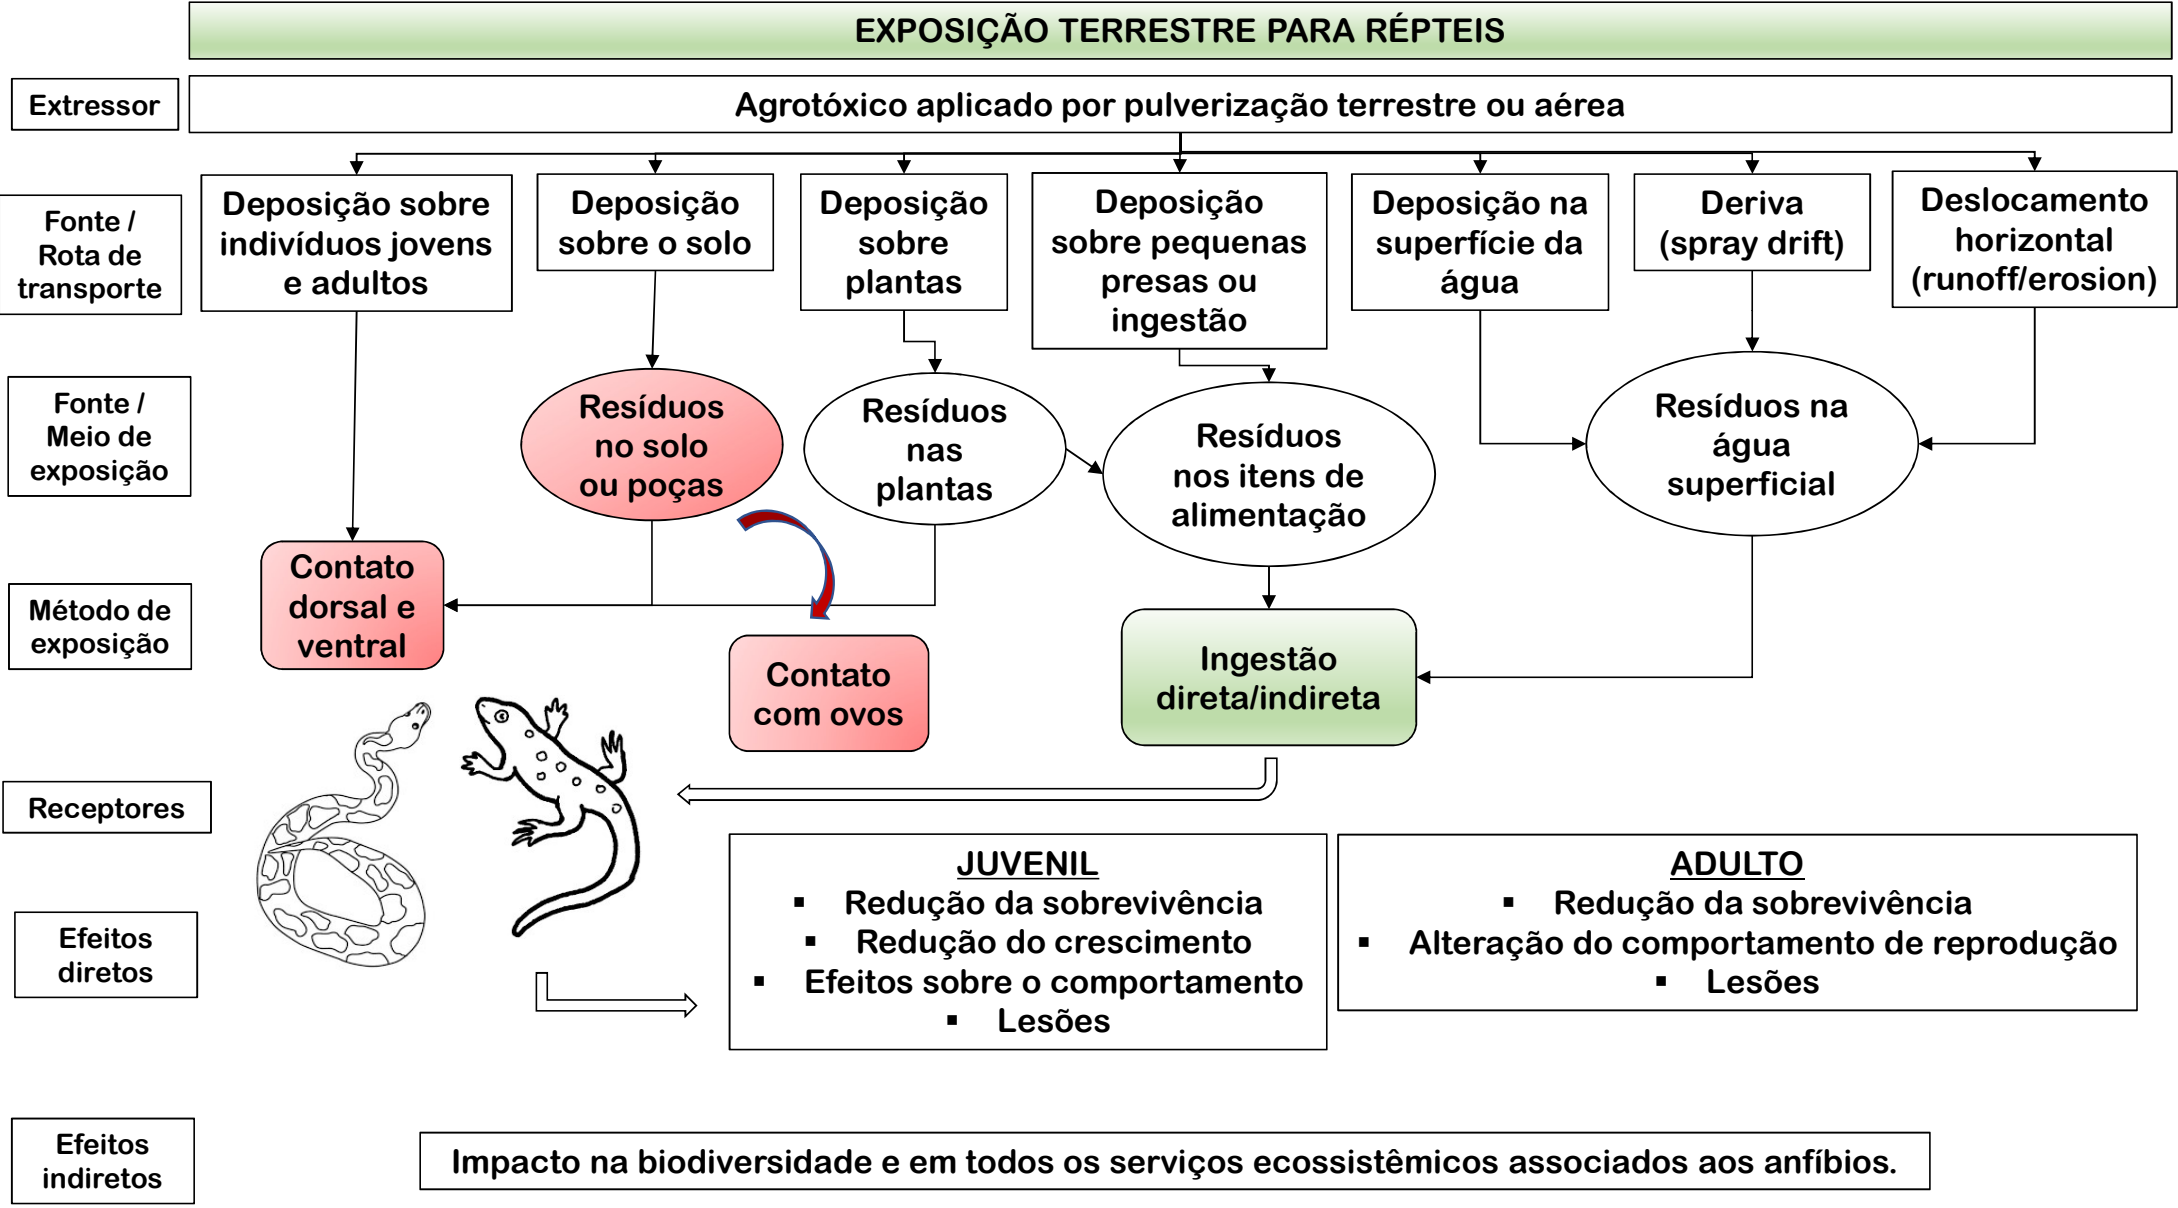 EXPOSIÇÃO TERRESTRE PARA RÉPTEIS
Extressor
Agrotóxico aplicado por pulverização terrestre ou aérea
Fonte /
Rota de
transporte
Deposição sobre
indivíduos jovens
e adultos
Deposição
sobre o solo
Deposição
sobre
plantas
Deposição
sobre pequenas
presas ou
ingestão
Deposição na
superfície da
água
Deriva
(spray drift)
Deslocamento
horizontal
(runoff/erosion)
Fonte /
Meio de
exposição
Resíduos
no solo
ou poças
Resíduos
nas
plantas
Resíduos
nos itens de
alimentação
Resíduos na
água
superficial
Método de
exposição
Contato
dorsal e
ventral
Contato
com ovos
Ingestão
direta/indireta
Receptores
Efeitos
diretos
JUVENIL
▪ Redução da sobrevivência
▪ Redução do crescimento
▪ Efeitos sobre o comportamento
▪ Lesões
ADULTO
▪ Redução da sobrevivência
▪ Alteração do comportamento de reprodução
▪ Lesões
Efeitos
indiretos
Impacto na biodiversidade e em todos os serviços ecossistêmicos associados aos anfíbios.